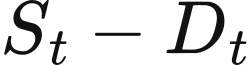 $S_t - D_t$